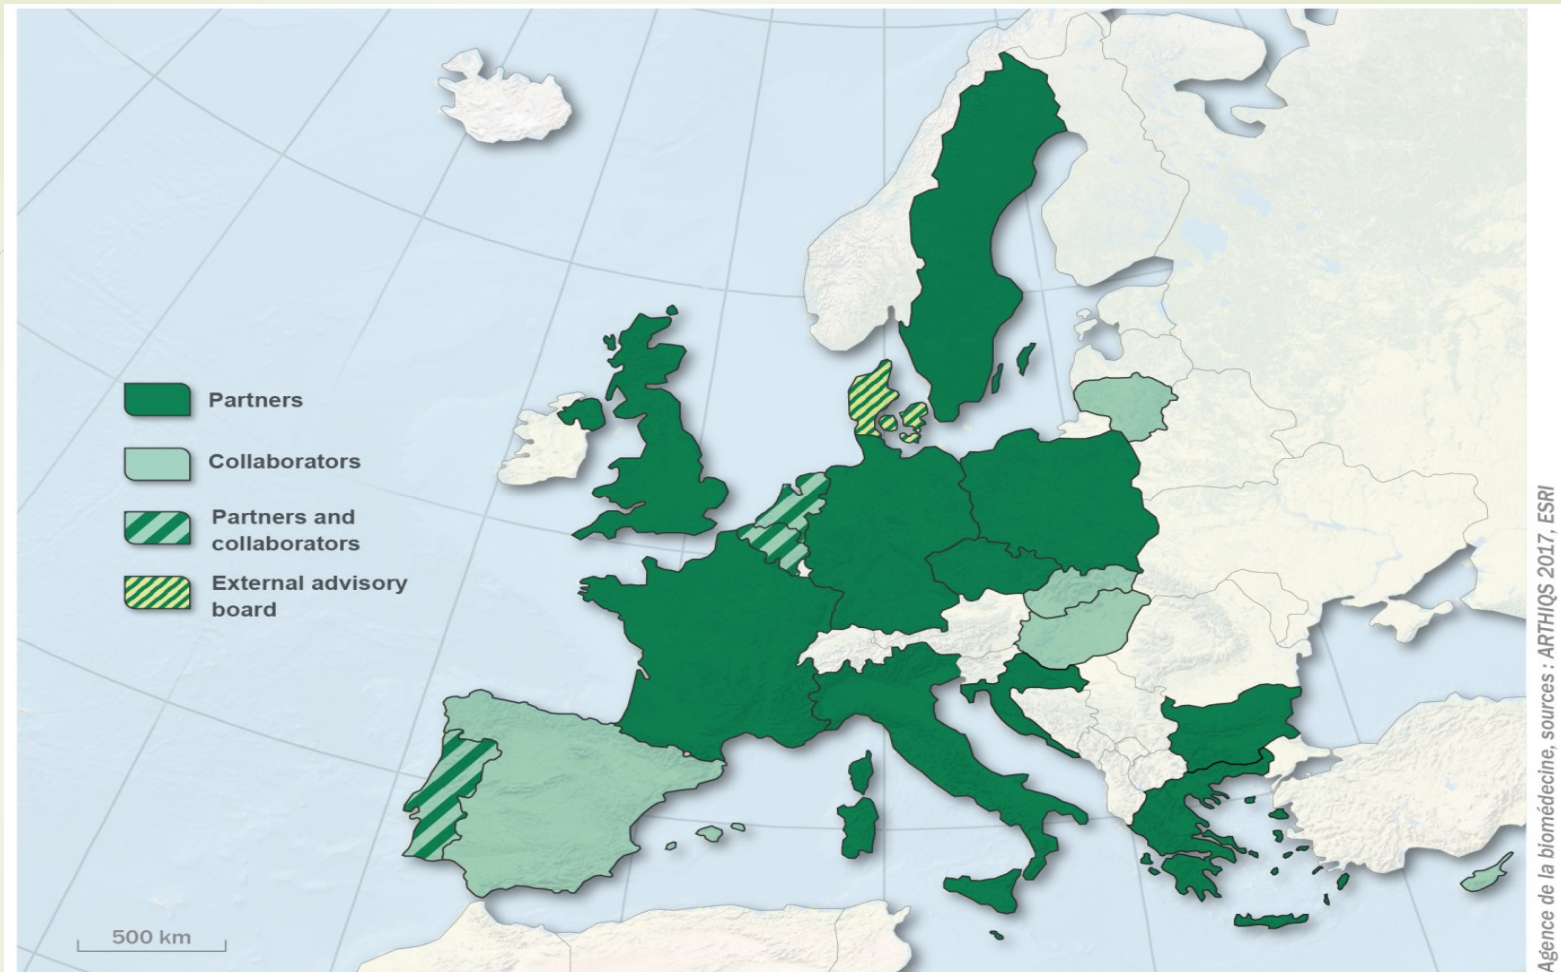 Partners
Collaborators
Partners and
collaborators
External advisory
board
500 km
Agence de la biomédecine, sources : ARTHIQS 2017, ESRI